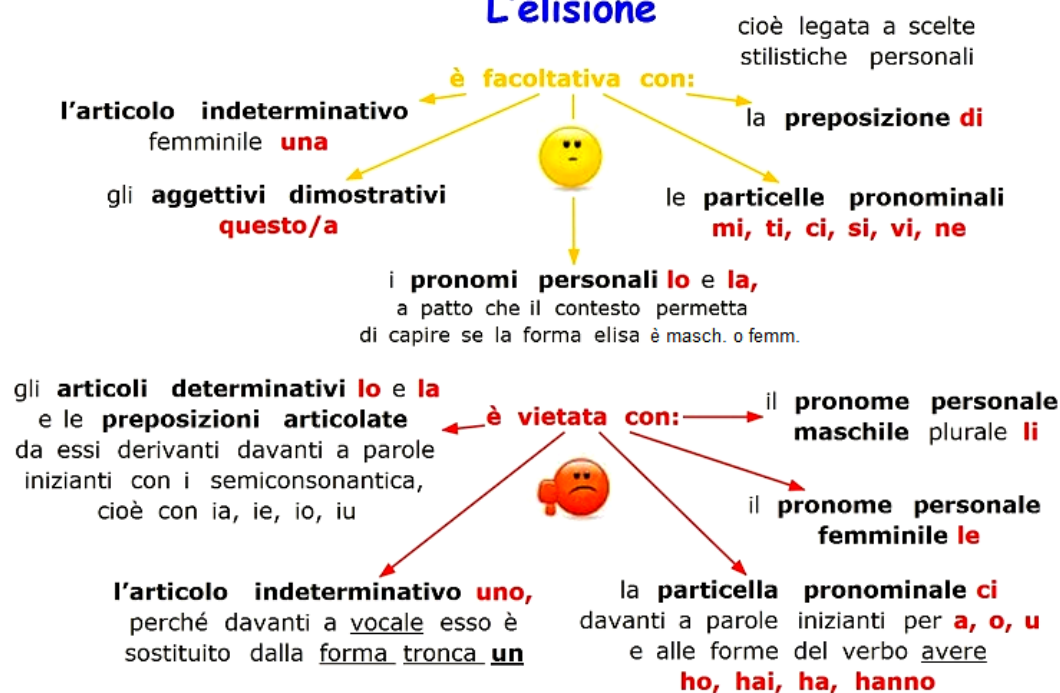 L'elisione
cioè legata a scelte
stilistiche personali
è facoltativa con:
l'articolo indeterminativo
femminile una
la preposizione di
gli aggettivi dimostrativi
questo/a
le particelle pronominali
mi, ti, ci, si, vi, ne
i pronomi personali lo e la,
a patto che il contesto permetta
di capire se la forma elisa è masch. o femm.
gli articoli determinativi lo e la
e le preposizioni articolate
da essi derivanti davanti a parole
inizianti con i semiconsonantica,
cioè con ia, ie, io, iu
è vietata con:
il pronome personale
maschile plurale li
il pronome personale
femminile le
l'articolo indeterminativo uno,
perché davanti a vocale esso è
sostituito dalla forma tronca un
la particella pronominale ci
davanti a parole inizianti per a, o, u
e alle forme del verbo avere
ho, hai, ha, hanno